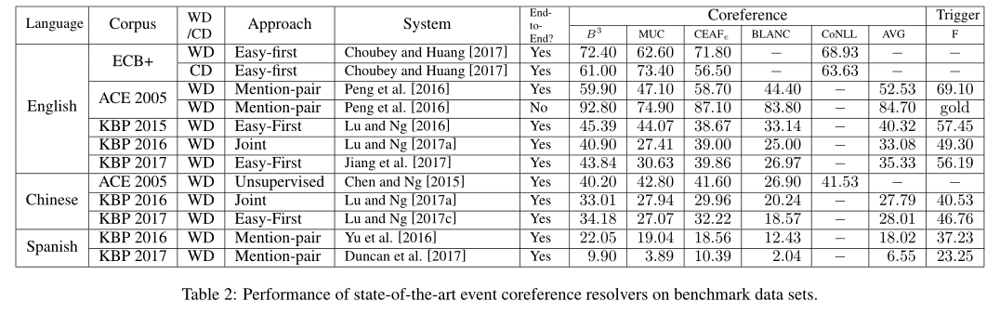 Language Corpus WD /CD Approach System End-to-End? Coreference Trigger
B³ MUC CEAFₑ BLANC CoNLL AVG F
English ECB+ WD Easy-first Choubey and Huang [2017] Yes 72.40 62.60 71.80 − 68.93 − −
CD Easy-first Choubey and Huang [2017] Yes 61.00 73.40 56.50 − 63.63 − −
ACE 2005 WD Mention-pair Peng et al. [2016] Yes 59.90 47.10 58.70 44.40 − 52.53 69.10
WD Mention-pair Peng et al. [2016] No 92.80 74.90 87.10 83.80 − 84.70 gold
KBP 2015 WD Easy-First Lu and Ng [2016] Yes 45.39 44.07 38.67 33.14 − 40.32 57.45
KBP 2016 WD Joint Lu and Ng [2017a] Yes 40.90 27.41 39.00 25.00 − 33.08 49.30
KBP 2017 WD Easy-First Jiang et al. [2017] Yes 43.84 30.63 39.86 26.97 − 35.33 56.19
Chinese ACE 2005 WD Unsupervised Chen and Ng [2015] Yes 40.20 42.80 41.60 26.90 41.53 − −
KBP 2016 WD Joint Lu and Ng [2017a] Yes 33.01 27.94 29.96 20.24 − 27.79 40.53
KBP 2017 WD Easy-First Lu and Ng [2017c] Yes 34.18 27.07 32.22 18.57 − 28.01 46.76
Spanish KBP 2016 WD Mention-pair Yu et al. [2016] Yes 22.05 19.04 18.56 12.43 − 18.02 37.23
KBP 2017 WD Mention-pair Duncan et al. [2017] Yes 9.90 3.89 10.39 2.04 − 6.55 23.25
Table 2: Performance of state-of-the-art event coreference resolvers on benchmark data sets.